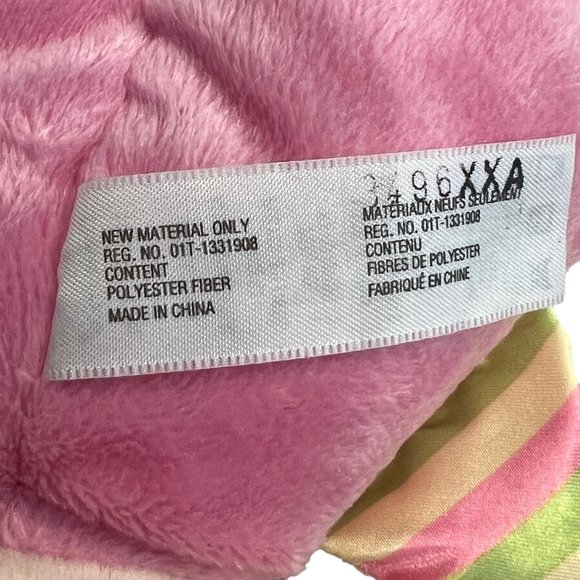 NEW MATERIAL ONLY
REG. NO. 01T-1331908
CONTENT
POLYESTER FIBER
MADE IN CHINA
3496XXA
MATÉRIAUX NEUFS SEULEMENT
REG. NO. 01T-1331908
CONTENU
FIBRES DE POLYESTER
FABRIQUÉ EN CHINE